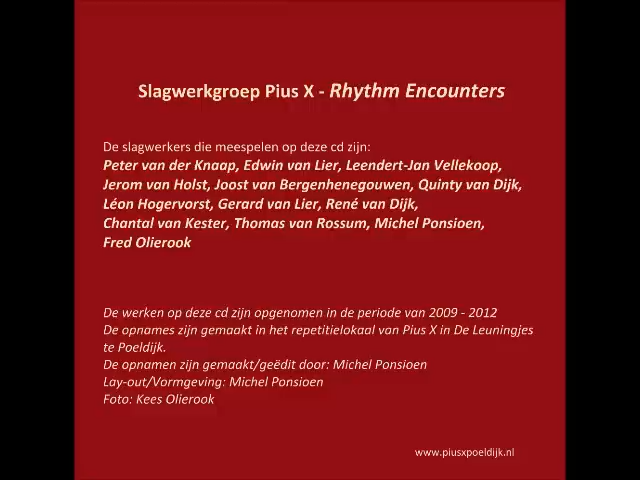 Slagwerkgroep Pius X - Rhythm Encounters
De slagwerkers die meespelen op deze cd zijn:
Peter van der Knaap, Edwin van Lier, Leendert-Jan Vellekoop,
Jerom van Holst, Joost van Bergenhenegouwen, Quinty van Dijk,
Léon Hogervorst, Gerard van Lier, René van Dijk,
Chantal van Kester, Thomas van Rossum, Michel Ponsioen,
Fred Olierook
De werken op deze cd zijn opgenomen in de periode van 2009 - 2012
De opnames zijn gemaakt in het repetitielokaal van Pius X in De Leuningjes
te Poeldijk.
De opnamen zijn gemaakt/geëdit door: Michel Ponsioen
Lay-out/Vormgeving: Michel Ponsioen
Foto: Kees Olierook
www.piusxpoeldijk.nl